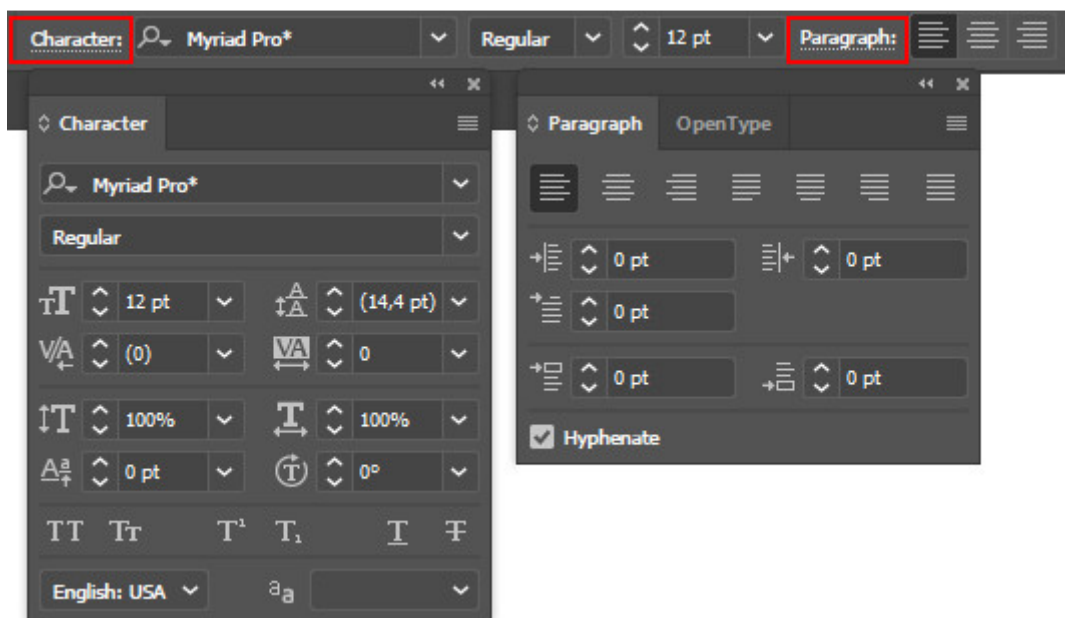 Character: Myriad Pro* Regular 12 pt Paragraph:
Character
Myriad Pro*
Regular
12 pt (14,4 pt)
(0) 0
100% 100%
0 pt 0°
TT Tт T¹ T₁ T T
English: USA aa
Paragraph OpenType
0 pt 0 pt
0 pt
0 pt 0 pt
Hyphenate